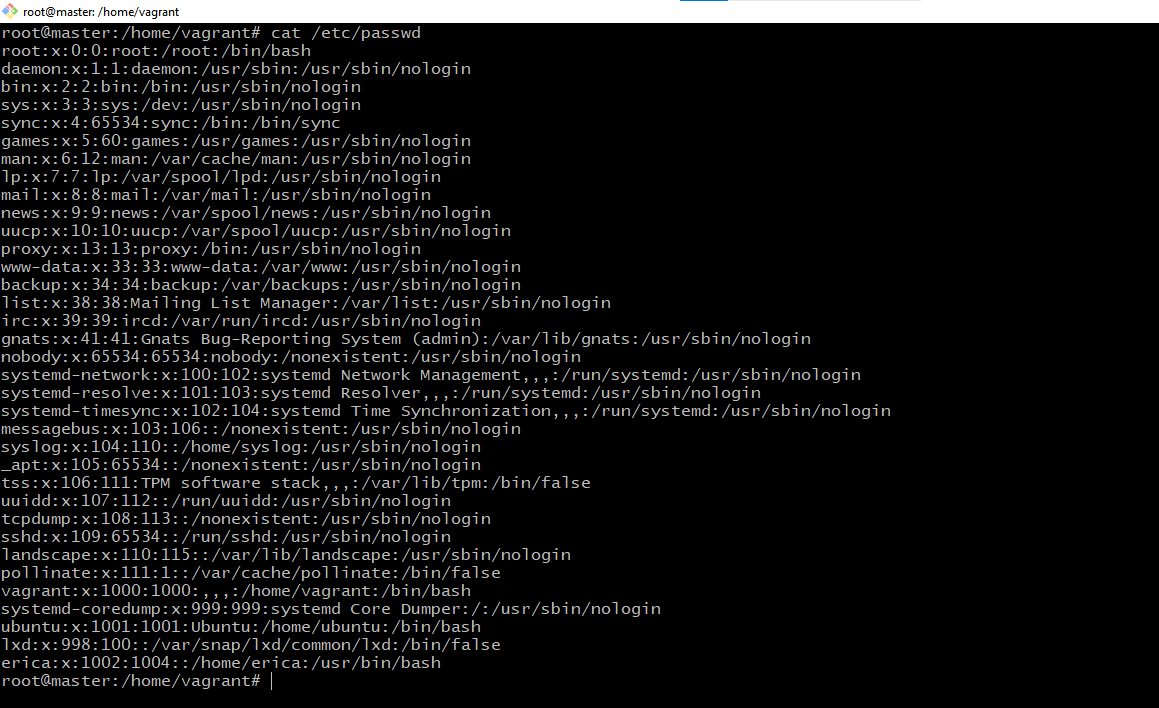 root@master: /home/vagrant
root@master:/home/vagrant# cat /etc/passwd
root:x:0:0:root:/root:/bin/bash
daemon:x:1:1:daemon:/usr/sbin:/usr/sbin/nologin
bin:x:2:2:bin:/bin:/usr/sbin/nologin
sys:x:3:3:sys:/dev:/usr/sbin/nologin
sync:x:4:65534:sync:/bin:/bin/sync
games:x:5:60:games:/usr/games:/usr/sbin/nologin
man:x:6:12:man:/var/cache/man:/usr/sbin/nologin
lp:x:7:7:lp:/var/spool/lpd:/usr/sbin/nologin
mail:x:8:8:mail:/var/mail:/usr/sbin/nologin
news:x:9:9:news:/var/spool/news:/usr/sbin/nologin
uucp:x:10:10:uucp:/var/spool/uucp:/usr/sbin/nologin
proxy:x:13:13:proxy:/bin:/usr/sbin/nologin
www-data:x:33:33:www-data:/var/www:/usr/sbin/nologin
backup:x:34:34:backup:/var/backups:/usr/sbin/nologin
list:x:38:38:Mailing List Manager:/var/list:/usr/sbin/nologin
irc:x:39:39:ircd:/var/run/ircd:/usr/sbin/nologin
gnats:x:41:41:Gnats Bug-Reporting System (admin):/var/lib/gnats:/usr/sbin/nologin
nobody:x:65534:65534:nobody:/nonexistent:/usr/sbin/nologin
systemd-network:x:100:102:systemd Network Management,,,:/run/systemd:/usr/sbin/nologin
systemd-resolve:x:101:103:systemd Resolver,,,:/run/systemd:/usr/sbin/nologin
systemd-timesync:x:102:104:systemd Time Synchronization,,,:/run/systemd:/usr/sbin/nologin
messagebus:x:103:106::/nonexistent:/usr/sbin/nologin
syslog:x:104:110::/home/syslog:/usr/sbin/nologin
_apt:x:105:65534::/nonexistent:/usr/sbin/nologin
tss:x:106:111:TPM software stack,,,:/var/lib/tpm:/bin/false
uuidd:x:107:112::/run/uuidd:/usr/sbin/nologin
tcpdump:x:108:113::/nonexistent:/usr/sbin/nologin
sshd:x:109:65534::/run/sshd:/usr/sbin/nologin
landscape:x:110:115::/var/lib/landscape:/usr/sbin/nologin
pollinate:x:111:1::/var/cache/pollinate:/bin/false
vagrant:x:1000:1000:,,,:/home/vagrant:/bin/bash
systemd-coredump:x:999:999:systemd Core Dumper:/:/usr/sbin/nologin
ubuntu:x:1001:1001:Ubuntu:/home/ubuntu:/bin/bash
lxd:x:998:100::/var/snap/lxd/common/lxd:/bin/false
erica:x:1002:1004::/home/erica:/usr/bin/bash
root@master:/home/vagrant#